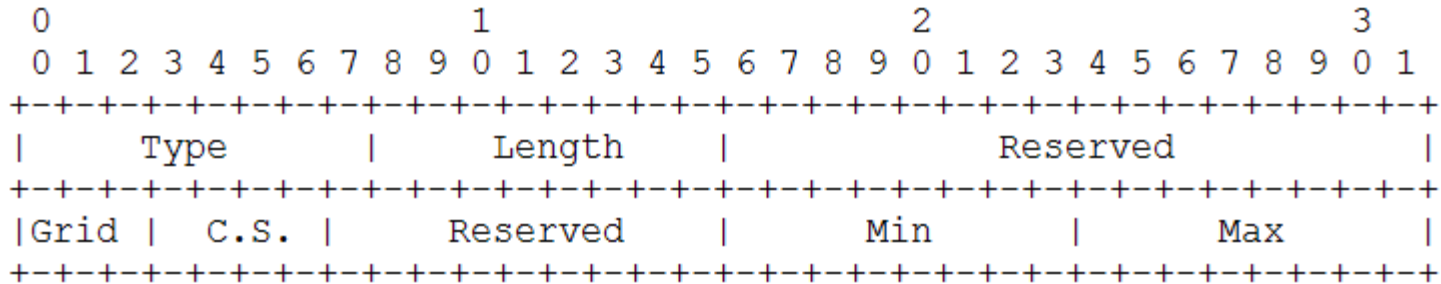 0                   1                   2                   3
 0 1 2 3 4 5 6 7 8 9 0 1 2 3 4 5 6 7 8 9 0 1 2 3 4 5 6 7 8 9 0 1
+-+-+-+-+-+-+-+-+-+-+-+-+-+-+-+-+-+-+-+-+-+-+-+-+-+-+-+-+-+-+-+-+
|     Type      |     Length    |            Reserved           |
+-+-+-+-+-+-+-+-+-+-+-+-+-+-+-+-+-+-+-+-+-+-+-+-+-+-+-+-+-+-+-+-+
|Grid |  C.S. |     Reserved    |      Min      |      Max      |
+-+-+-+-+-+-+-+-+-+-+-+-+-+-+-+-+-+-+-+-+-+-+-+-+-+-+-+-+-+-+-+-+